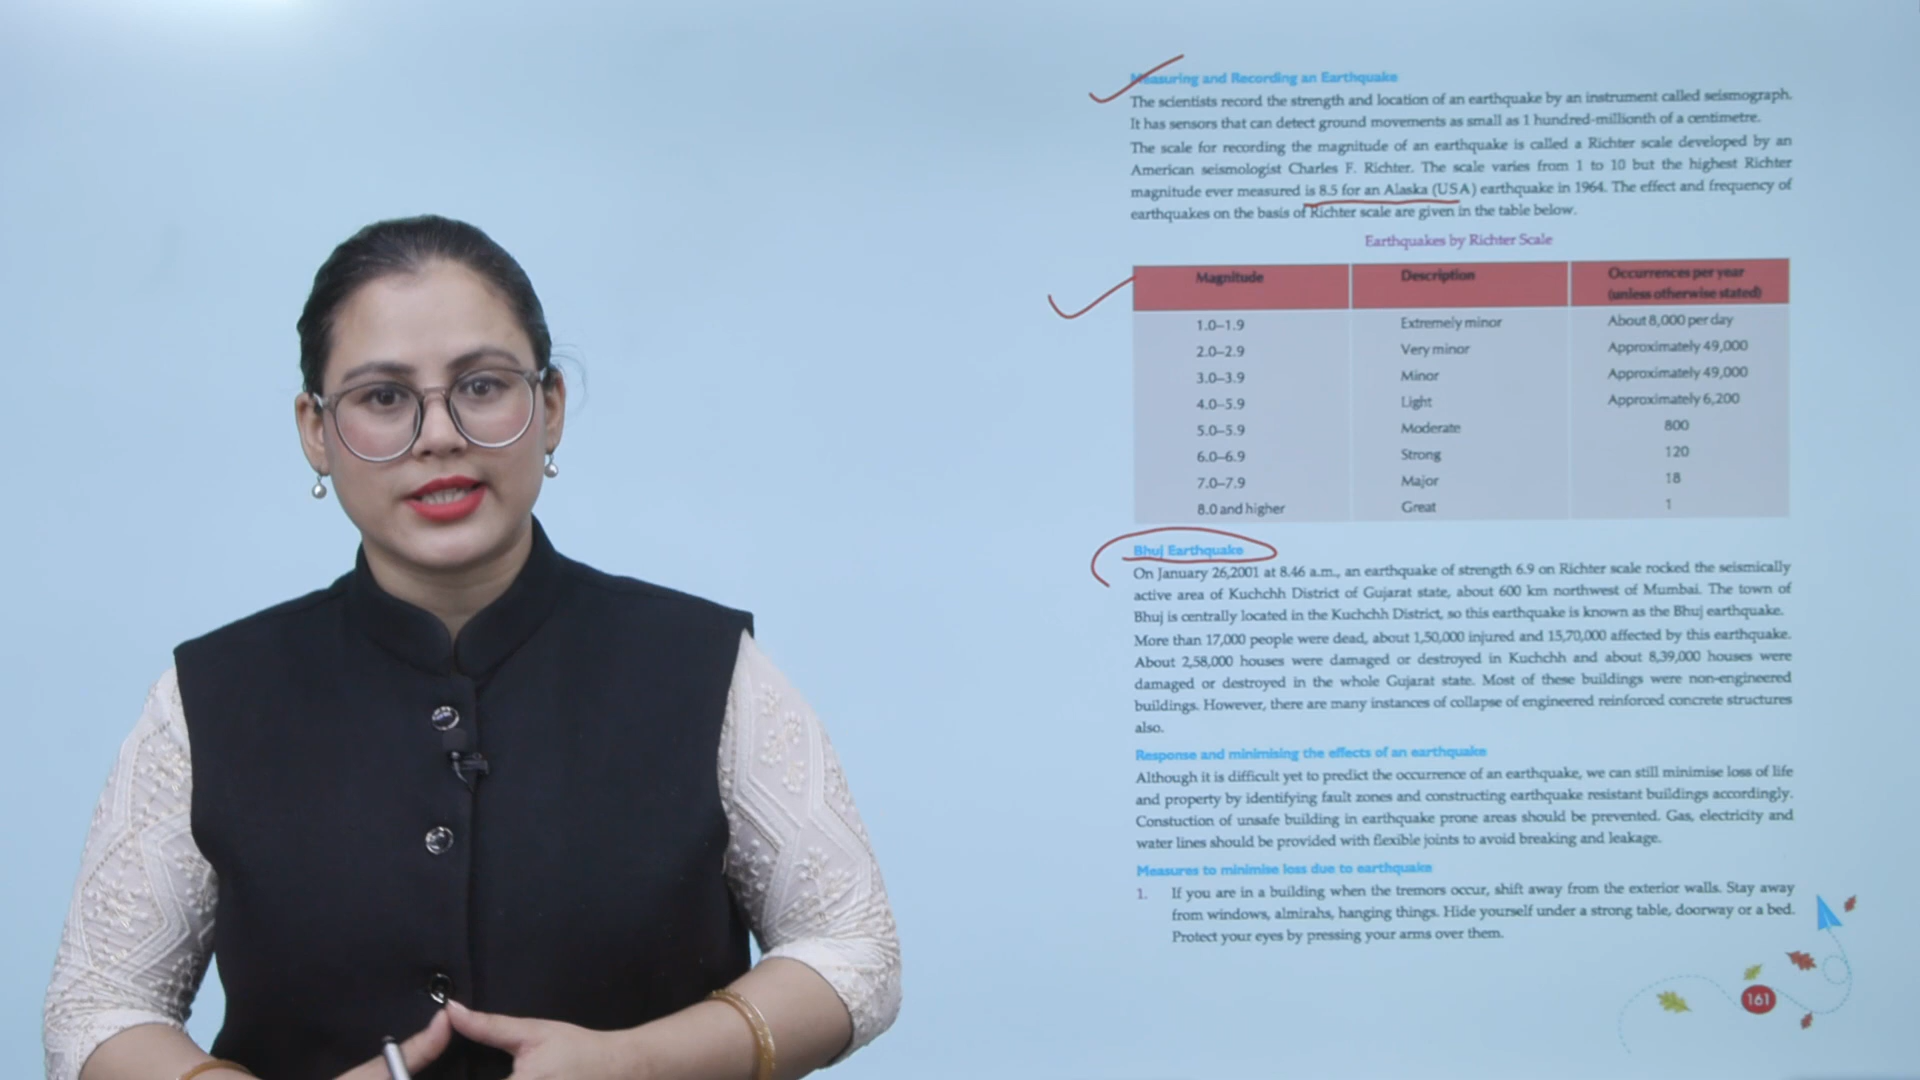 Measuring and Recording an Earthquake
The scientists record the strength and location of an earthquake by an instrument called seismograph.
It has sensors that can detect ground movements as small as 1 hundred-millionth of a centimetre.
The scale for recording the magnitude of an earthquake is called a Richter scale developed by an
American seismologist Charles F. Richter. The scale varies from 1 to 10 but the highest Richter
magnitude ever measured is 8.5 for an Alaska (USA) earthquake in 1964. The effect and frequency of
earthquakes on the basis of Richter scale are given in the table below.
Earthquakes by Richter Scale
Magnitude Description Occurrences per year
(unless otherwise stated)
1.0–1.9 Extremely minor About 8,000 per day
2.0–2.9 Very minor Approximately 49,000
3.0–3.9 Minor Approximately 49,000
4.0–5.9 Light Approximately 6,200
5.0–5.9 Moderate 800
6.0–6.9 Strong 120
7.0–7.9 Major 18
8.0 and higher Great 1
Bhuj Earthquake
On January 26,2001 at 8.46 a.m., an earthquake of strength 6.9 on Richter scale rocked the seismically
active area of Kuchchh District of Gujarat state, about 600 km northwest of Mumbai. The town of
Bhuj is centrally located in the Kuchchh District, so this earthquake is known as the Bhuj earthquake.
More than 17,000 people were dead, about 1,50,000 injured and 15,70,000 affected by this earthquake.
About 2,58,000 houses were damaged or destroyed in Kuchchh and about 8,39,000 houses were
damaged or destroyed in the whole Gujarat state. Most of these buildings were non-engineered
buildings. However, there are many instances of collapse of engineered reinforced concrete structures
also.
Response and minimising the effects of an earthquake
Although it is difficult yet to predict the occurrence of an earthquake, we can still minimise loss of life
and property by identifying fault zones and constructing earthquake resistant buildings accordingly.
Constuction of unsafe building in earthquake prone areas should be prevented. Gas, electricity and
water lines should be provided with flexible joints to avoid breaking and leakage.
Measures to minimise loss due to earthquake
1. If you are in a building when the tremors occur, shift away from the exterior walls. Stay away
from windows, almirahs, hanging things. Hide yourself under a strong table, doorway or a bed.
Protect your eyes by pressing your arms over them.
161